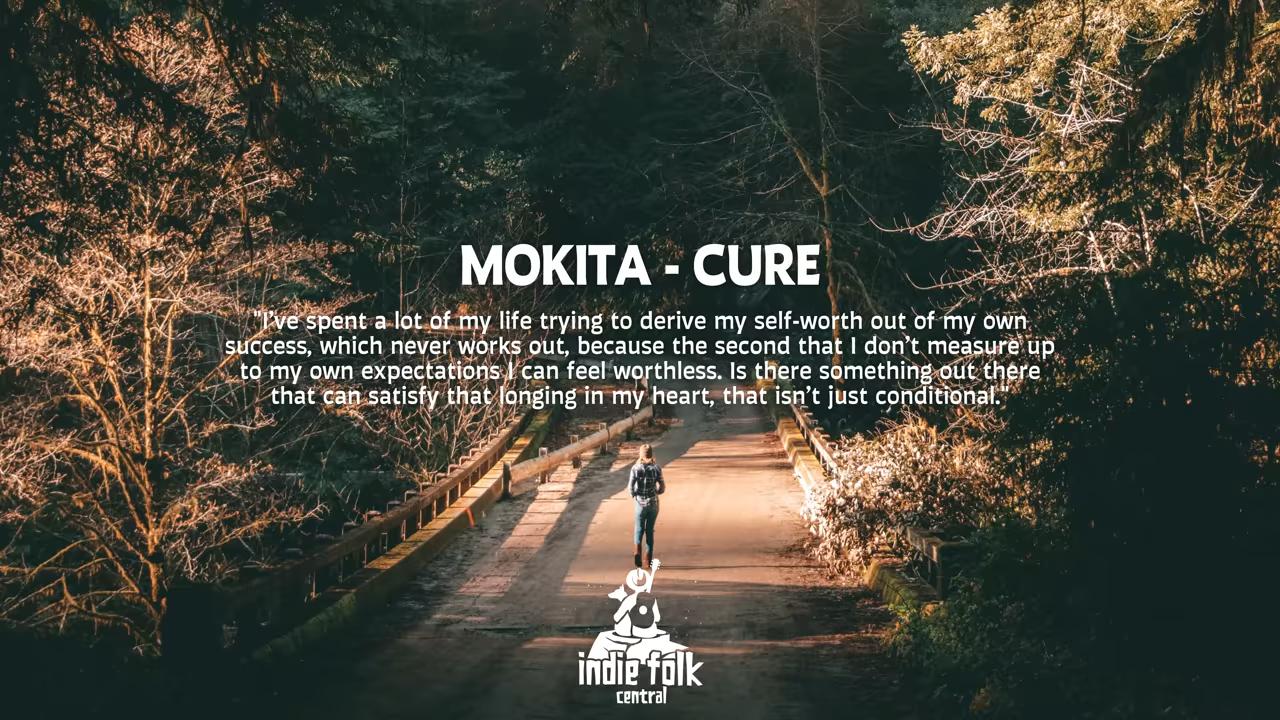 MOKITA - CURE
"I've spent a lot of my life trying to derive my self-worth out of my own
success, which never works out, because the second that I don't measure up
to my own expectations I can feel worthless. Is there something out there
that can satisfy that longing in my heart, that isn't just conditional."
indie folk
central